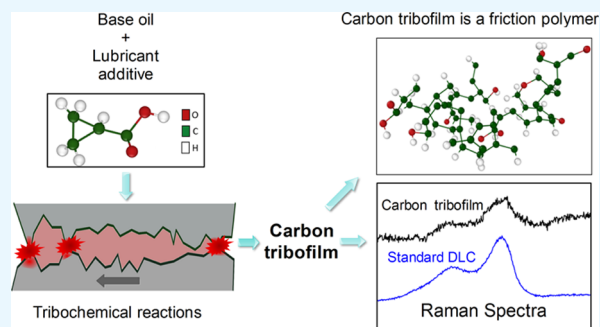 Base oil
+
Lubricant
additive
O
C
H
Tribochemical reactions
Carbon
tribofilm
Carbon tribofilm is a friction polymer
Carbon tribofilm
Standard DLC
Raman Spectra